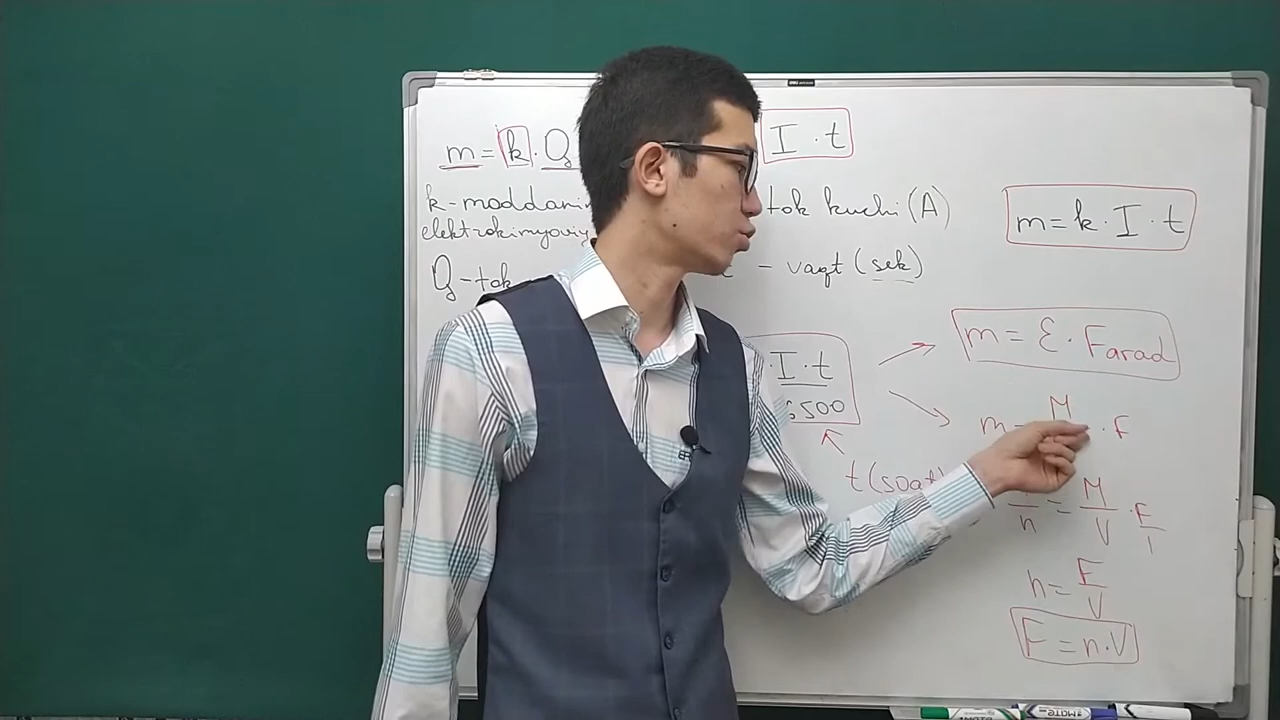 m = k · Q
I · t
k-moddani
tok kuchi (A)
elektrokimyoviy
Q-tok
- vaqt (sek)
m = k · I · t
· I · t
6500
t (soat)
m = Ɛ · Farad
m = M · F
n = M/V · F/1
n = F/V
F = n · V